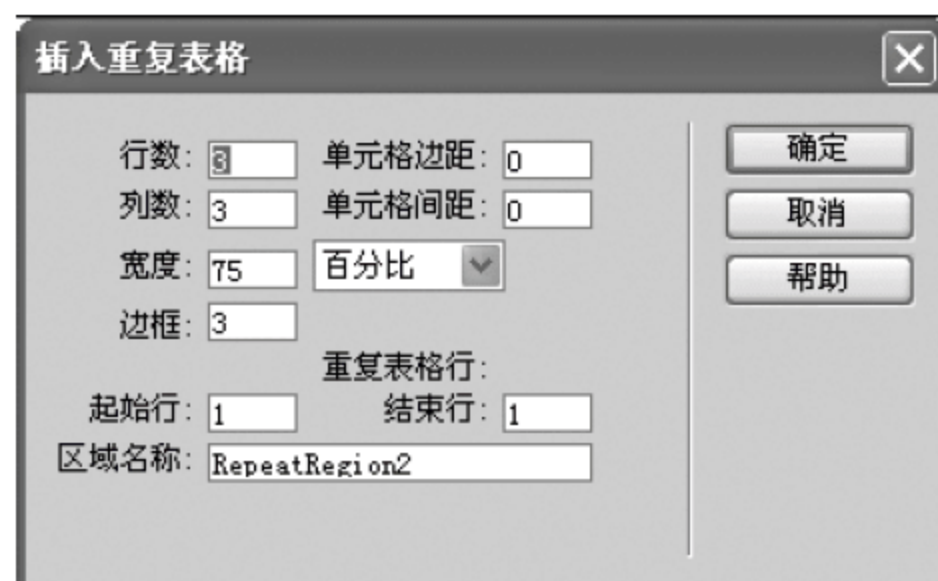 插入重复表格
行数: 3 单元格边距: 0 确定
列数: 3 单元格间距: 0 取消
宽度: 75 百分比 帮助
边框: 3
重复表格行:
起始行: 1 结束行: 1
区域名称: RepeatRegion2